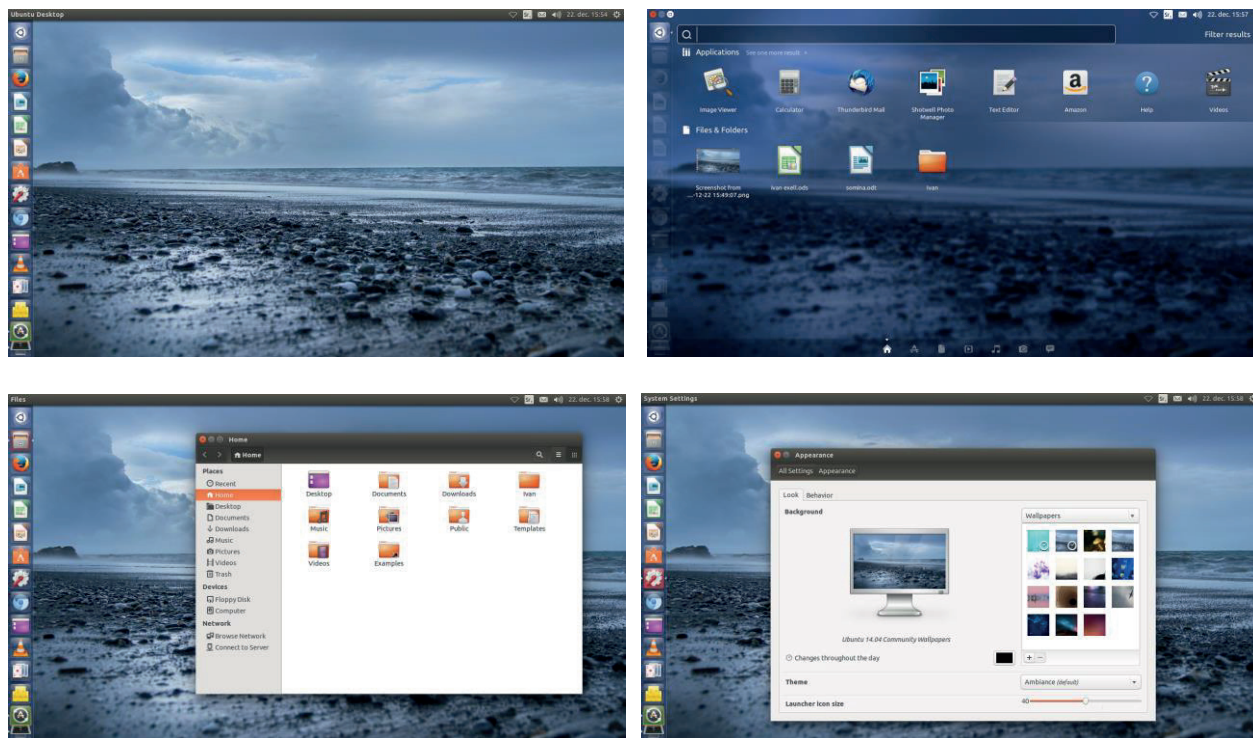 Ubuntu Desktop
Sr.
22. dec. 15:54
Sr.
22. dec. 15:57
Filter results
Applications
See one more result
Image Viewer
Calculator
Thunderbird Mail
Shotwell Photo
Manager
Text Editor
Amazon
Help
Videos
Files & Folders
Screenshot from
...-12-22 15:49:07.png
ivan exell.ods
somina.odt
Ivan
Files
Sr.
22. dec. 15:58
Home
Home
Places
Recent
Home
Desktop
Documents
Downloads
Music
Pictures
Videos
Trash
Devices
Floppy Disk
Computer
Network
Browse Network
Connect to Server
Desktop
Documents
Downloads
Ivan
Music
Pictures
Public
Templates
Videos
Examples
System Settings
Sr.
22. dec. 15:58
Appearance
All Settings Appearance
Look Behavior
Background
Wallpapers
Ubuntu 14.04 Community Wallpapers
Changes throughout the day
+ −
Theme
Ambiance (default)
Launcher icon size
40